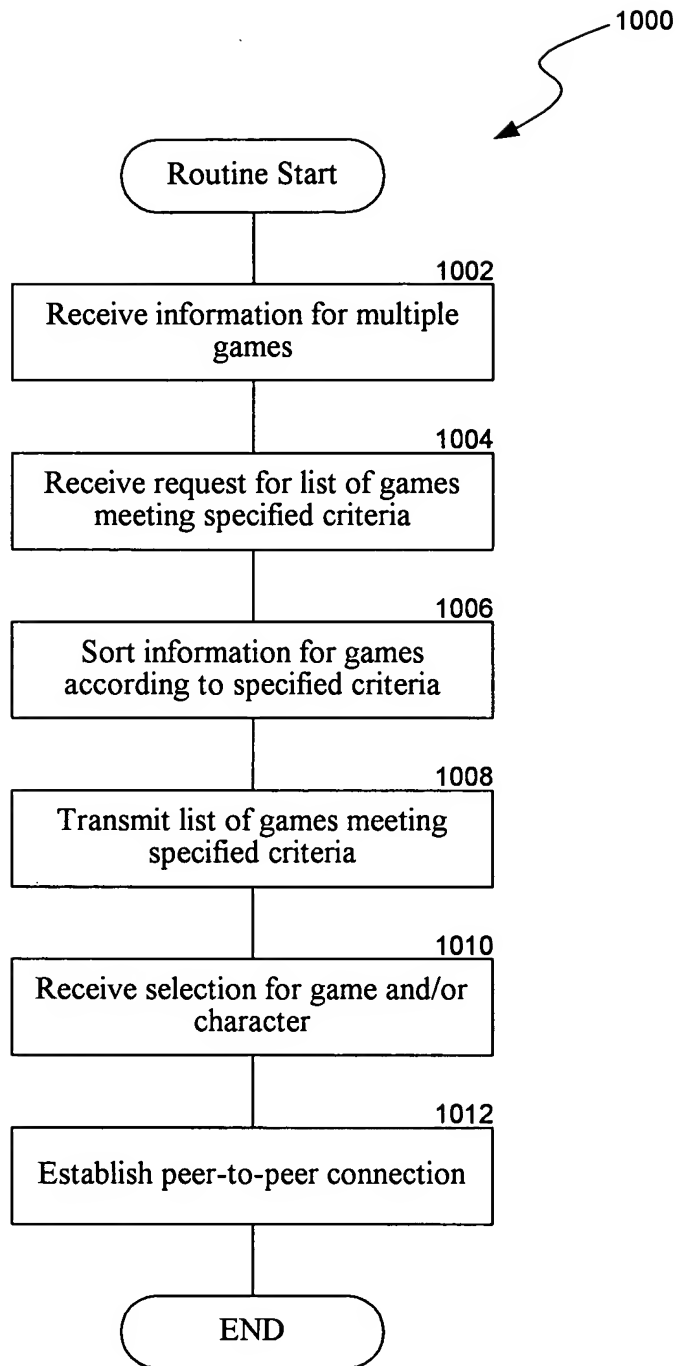 1000
Routine Start
1002
Receive information for multiple
games
1004
Receive request for list of games
meeting specified criteria
1006
Sort information for games
according to specified criteria
1008
Transmit list of games meeting
specified criteria
1010
Receive selection for game and/or
character
1012
Establish peer-to-peer connection
END